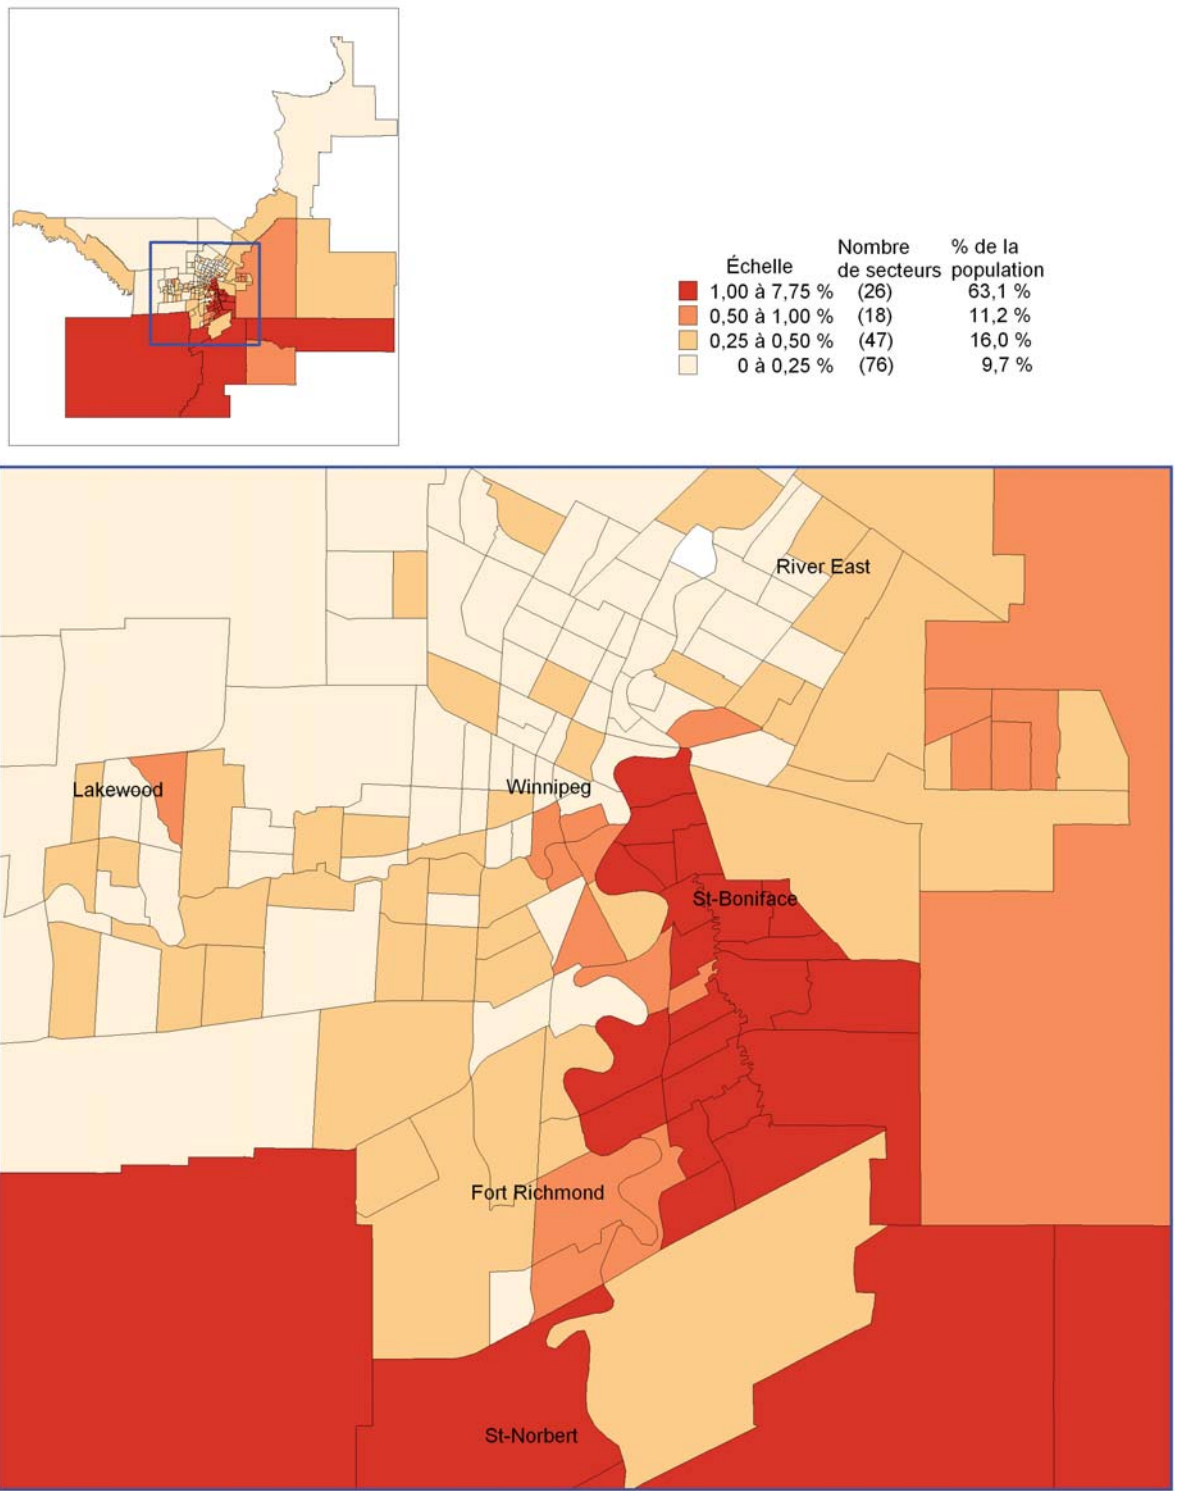 Échelle Nombre de secteurs % de la population
1,00 à 7,75 % (26) 63,1 %
0,50 à 1,00 % (18) 11,2 %
0,25 à 0,50 % (47) 16,0 %
0 à 0,25 % (76) 9,7 %
River East
Lakewood
Winnipeg
St-Boniface
Fort Richmond
St-Norbert